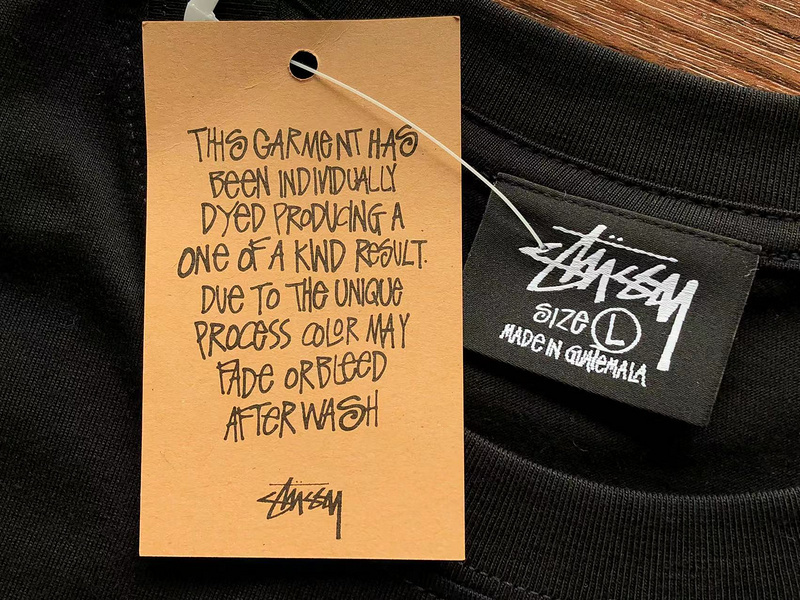 THIS GARMENT HAS
BEEN INDIVIDUALLY
DYED PRODUCING A
ONE OF A KIND RESULT.
DUE TO THE UNIQUE
PROCESS COLOR MAY
FADE OR BLEED
AFTER WASH
STÜSSY
STÜSSY
SIZE L
MADE IN GUATEMALA